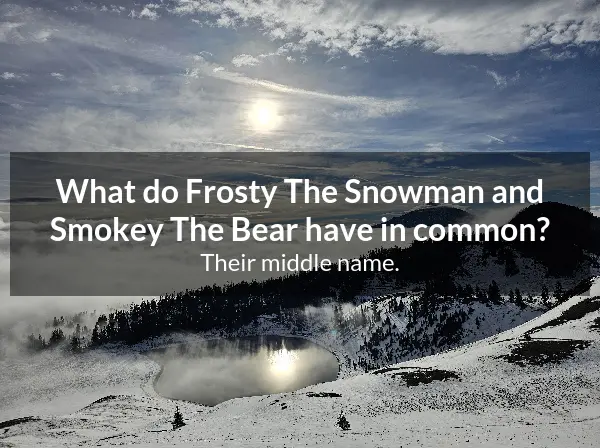 What do Frosty The Snowman and
Smokey The Bear have in common?
Their middle name.